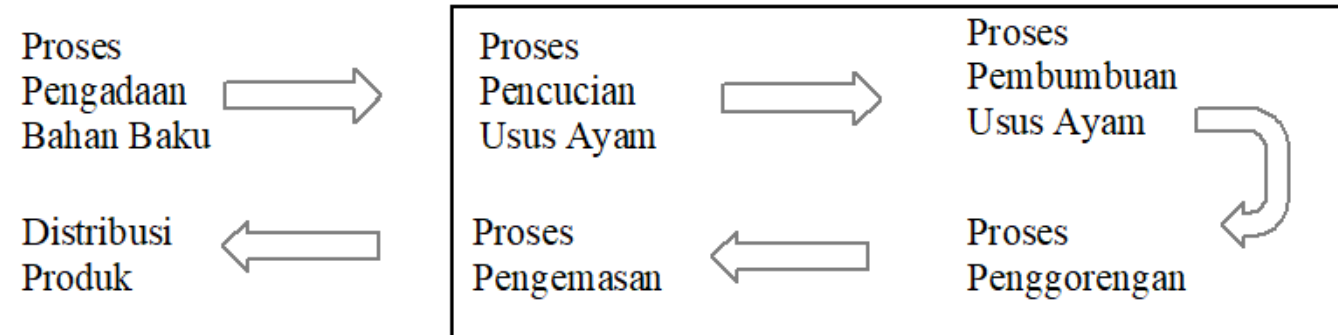 Proses
Pengadaan
Bahan Baku
Proses
Pencucian
Usus Ayam
Proses
Pembumbuan
Usus Ayam
Proses
Penggorengan
Proses
Pengemasan
Distribusi
Produk